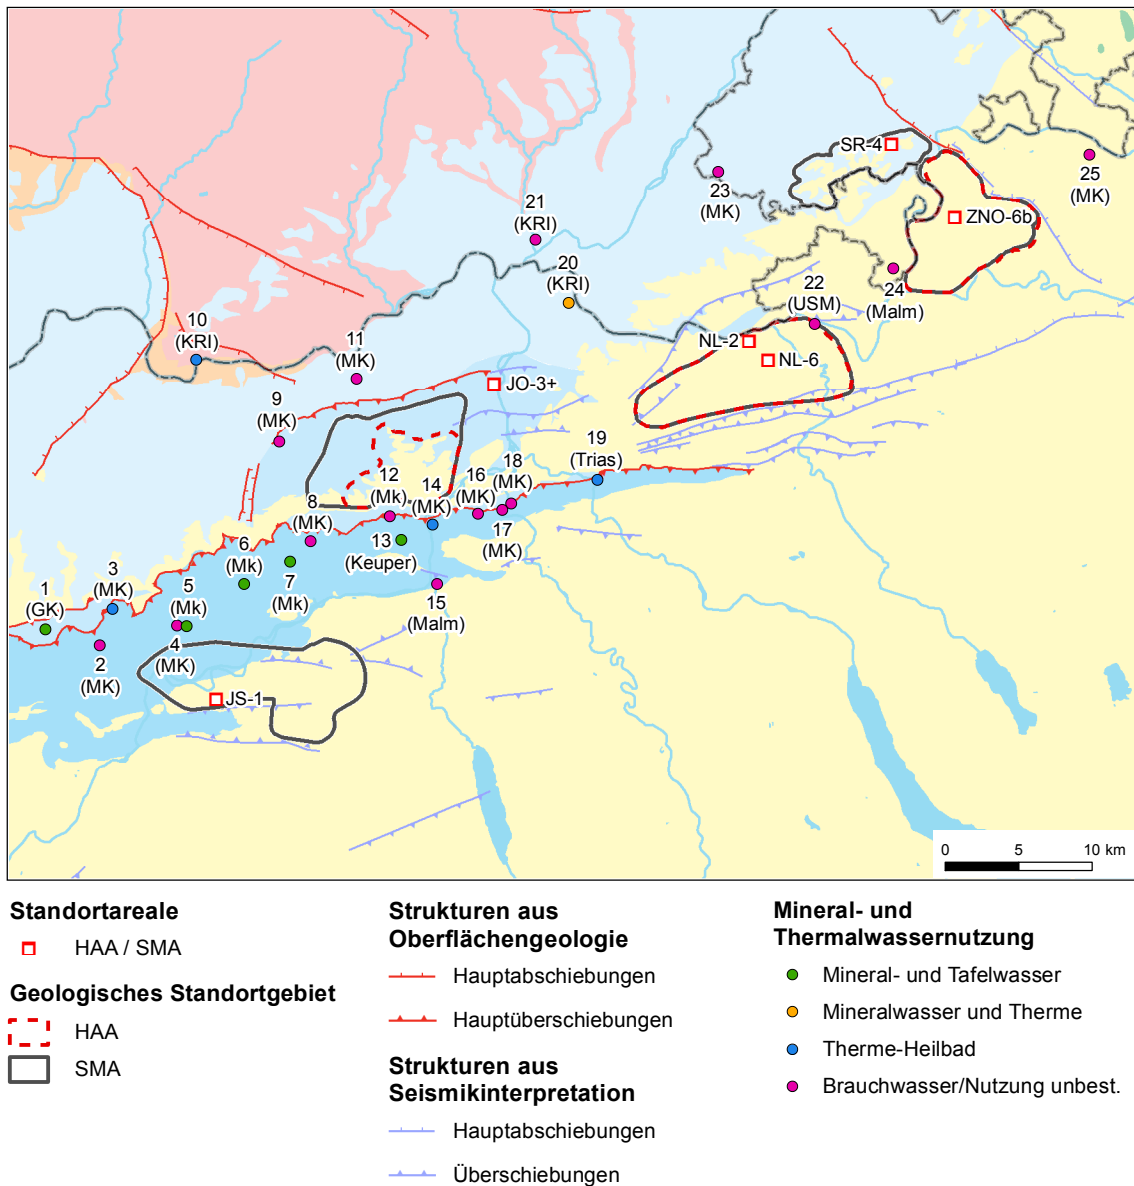 SR-4
23
(MK)
25
(MK)
ZNO-6b
21
(KRI)
20
(KRI)
24
(Malm)
22
(USM)
10
(KRI)
11
(MK)
NL-2
NL-6
JO-3+
9
(MK)
19
(Trias)
12
(Mk)
14
(MK)
16
(MK)
18
(MK)
8
(MK)
17
(MK)
13
(Keuper)
6
(Mk)
7
(Mk)
15
(Malm)
1
(GK)
3
(MK)
5
(Mk)
2
(MK)
4
(MK)
JS-1
0 5 10 km
Standortareale
HAA / SMA
Geologisches Standortgebiet
HAA
SMA
Strukturen aus
Oberflächengeologie
Hauptabschiebungen
Hauptüberschiebungen
Strukturen aus
Seismikinterpretation
Hauptabschiebungen
Überschiebungen
Mineral- und
Thermalwassernutzung
Mineral- und Tafelwasser
Mineralwasser und Therme
Therme-Heilbad
Brauchwasser/Nutzung unbest.